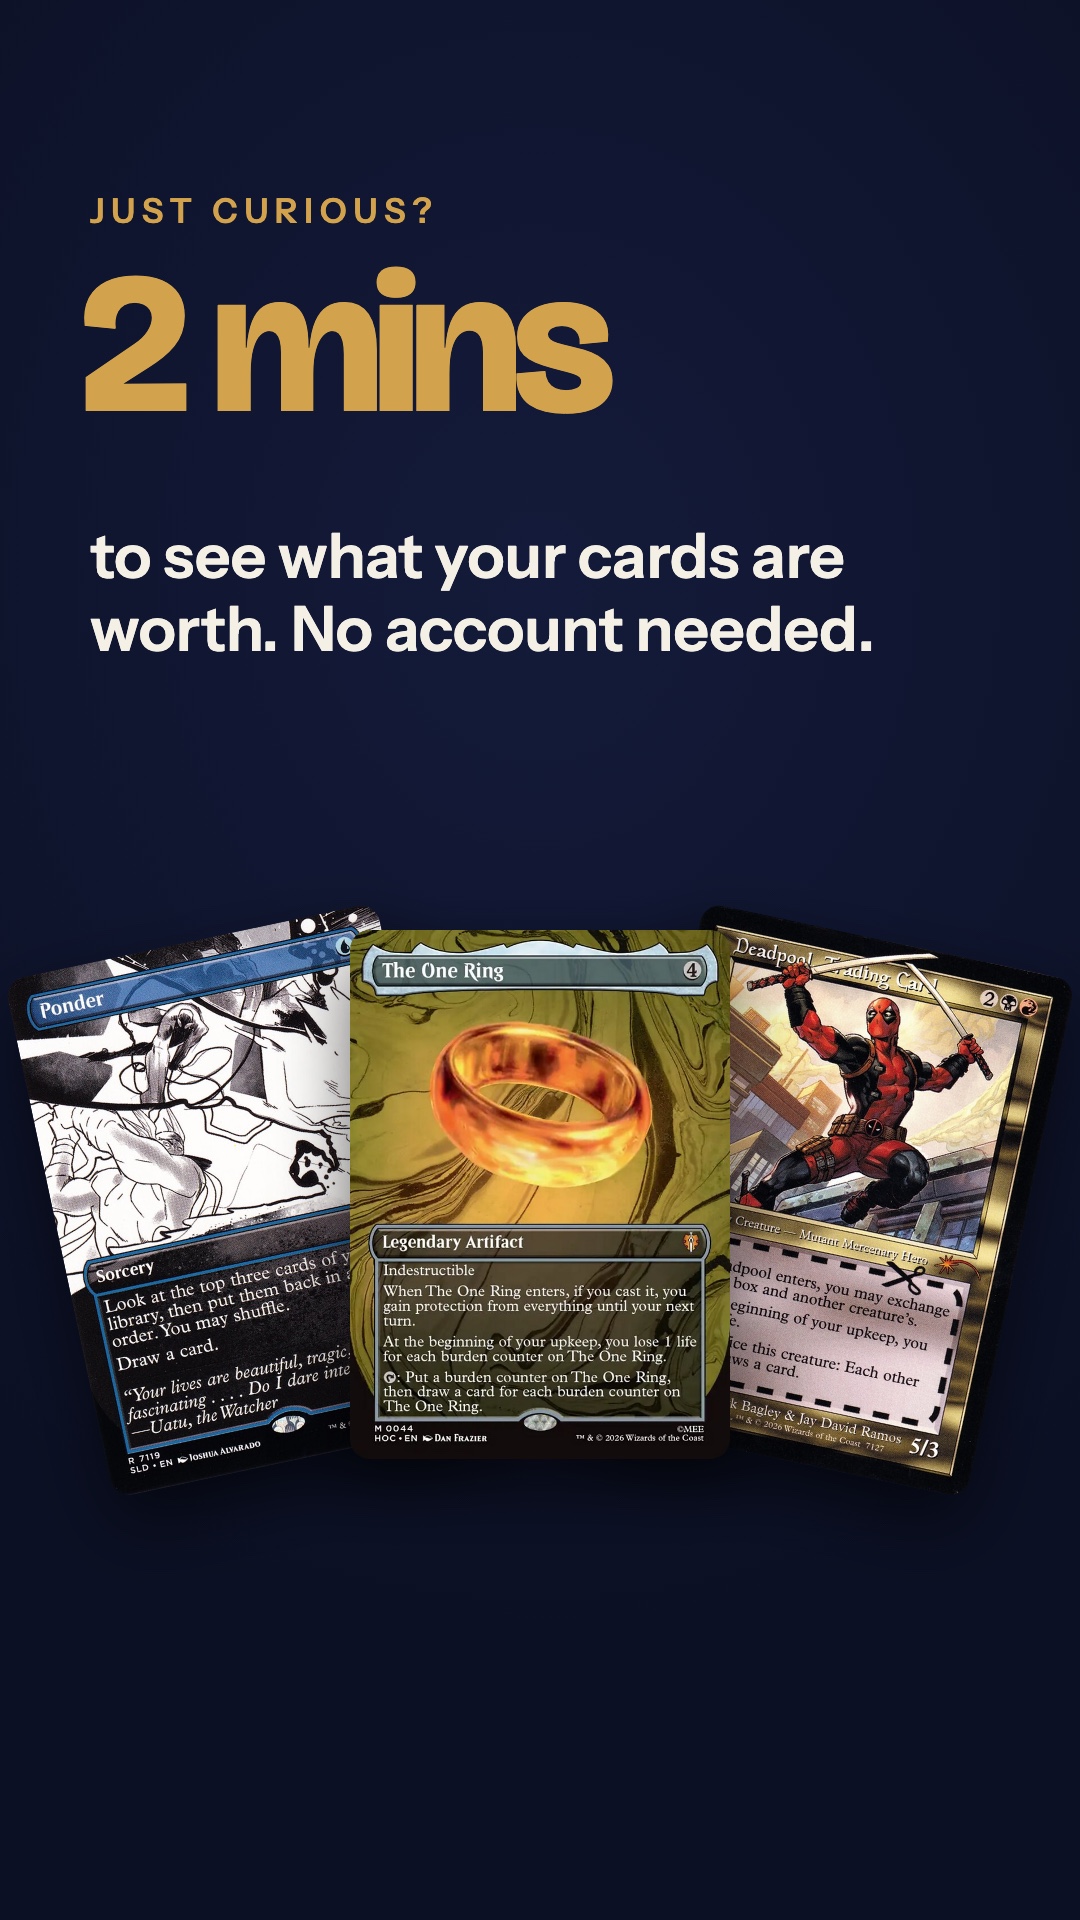 JUST CURIOUS?
2 mins
to see what your cards are
worth. No account needed.
Ponder
Sorcery
Look at the top three cards of
library, then put them back in
order. You may shuffle.
Draw a card.
“Your lives are beautiful, tragic
fascinating . . . . Do I dare
—Uatu, the Watcher
R 7119
SLD • EN JOSHUA ALVARADO
™ & ©
The One Ring
4
Legendary Artifact
Indestructible
When The One Ring enters, if you cast it, you
gain protection from everything until your next
turn.
At the beginning of your upkeep, you lose 1 life
for each burden counter on The One Ring.
: Put a burden counter on The One Ring,
then draw a card for each burden counter on
The One Ring.
M 0044
HOC • EN DAN FRAZIER
©MEE
™ & © 2026 Wizards of the Coast
Deadpool, Trading Card
2
Creature — Mutant Mercenary Hero
enters, you may exchange
box and another creature's.
of your upkeep, you
this creature: Each other
a card.
Bagley & Jay David Ramos
™ & © 2026 Wizards of the Coast 7127
5/3